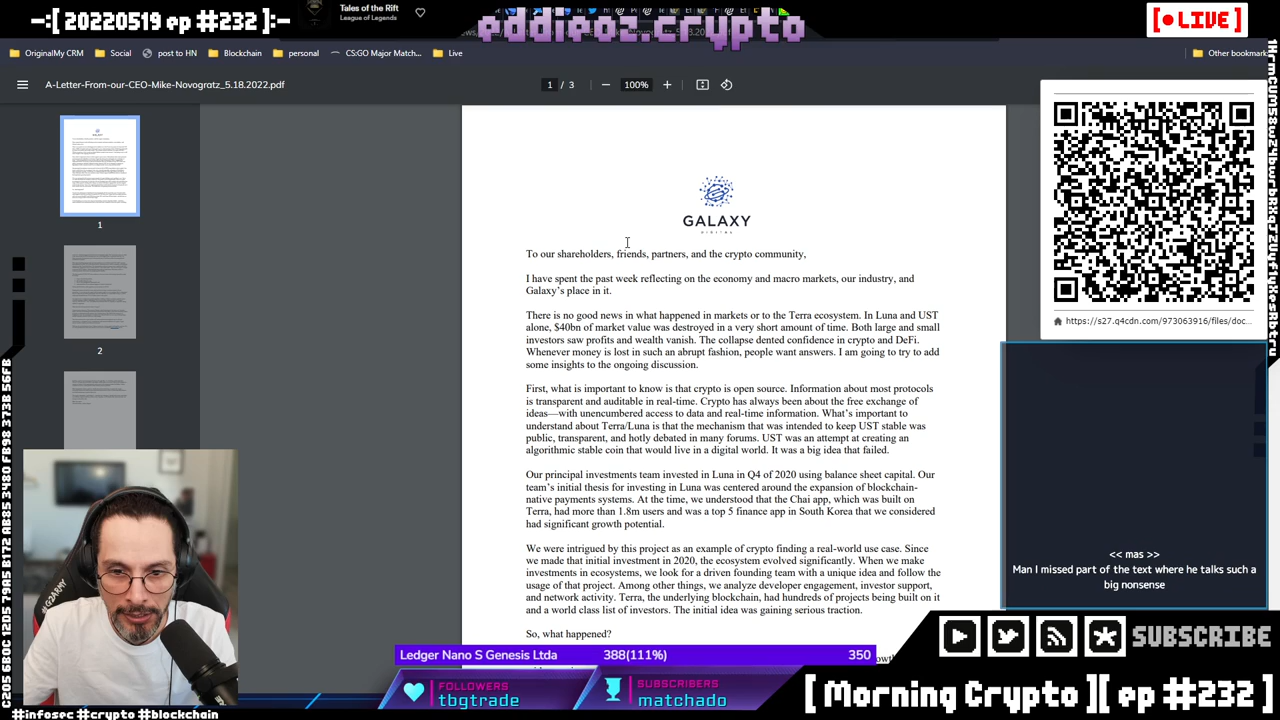 -:[ 20220519 ep #232 ]:-
Tales of the Rift
League of Legends
eddieoz.crypto
[ LIVE ]
OrnaluMy CRM
Social
post to HN
Blockchain
personal
CS:GO Major Match...
Live
Other bookmark
A-Letter-From-our-CEO-Mike-Novogratz_5.18.2022.pdf
1 / 3
100%
1
2
GALAXY
DIGITAL
To our shareholders, friends, partners, and the crypto community,
I have spent the past week reflecting on the economy and macro markets, our industry, and
Galaxy's place in it.
There is no good news in what happened in markets or to the Terra ecosystem. In Luna and UST
alone, $40bn of market value was destroyed in a very short amount of time. Both large and small
investors saw profits and wealth vanish. The collapse dented confidence in crypto and DeFi.
Whenever money is lost in such an abrupt fashion, people want answers. I am going to try to add
some insights to the ongoing discussion.
First, what is important to know is that crypto is open source. Information about most protocols
is transparent and auditable in real-time. Crypto has always been about the free exchange of
ideas—with unencumbered access to data and real-time information. What's important to
understand about Terra/Luna is that the mechanism that was intended to keep UST stable was
public, transparent, and hotly debated in many forums. UST was an attempt at creating an
algorithmic stable coin that would live in a digital world. It was a big idea that failed.
Our principal investments team invested in Luna in Q4 of 2020 using balance sheet capital. Our
team's initial thesis for investing in Luna was centered around the expansion of blockchain-
native payments systems. At the time, we understood that the Chai app, which was built on
Terra, had more than 1.8m users and was a top 5 finance app in South Korea that we considered
had significant growth potential.
We were intrigued by this project as an example of crypto finding a real-world use case. Since
we made that initial investment in 2020, the ecosystem evolved significantly. When we make
investments in ecosystems, we look for a driven founding team with a unique idea and follow the
usage of that project. Among other things, we analyze developer engagement, investor support,
and network activity. Terra, the underlying blockchain, had hundreds of projects being built on it
and a world class list of investors. The initial idea was gaining serious traction.
So, what happened?
https://s27.q4cdn.com/973063916/files/doc...
<< mas >>
Man I missed part of the text where he talks such a
big nonsense
SUBSCRIBE
Ledger Nano S Genesis Ltda
388(111%)
350
FOLLOWERS
tbgtrade
SUBSCRIBERS
matchado
[ Morning Crypto ][ ep #232 ]
#infosec #crypto #blockchain